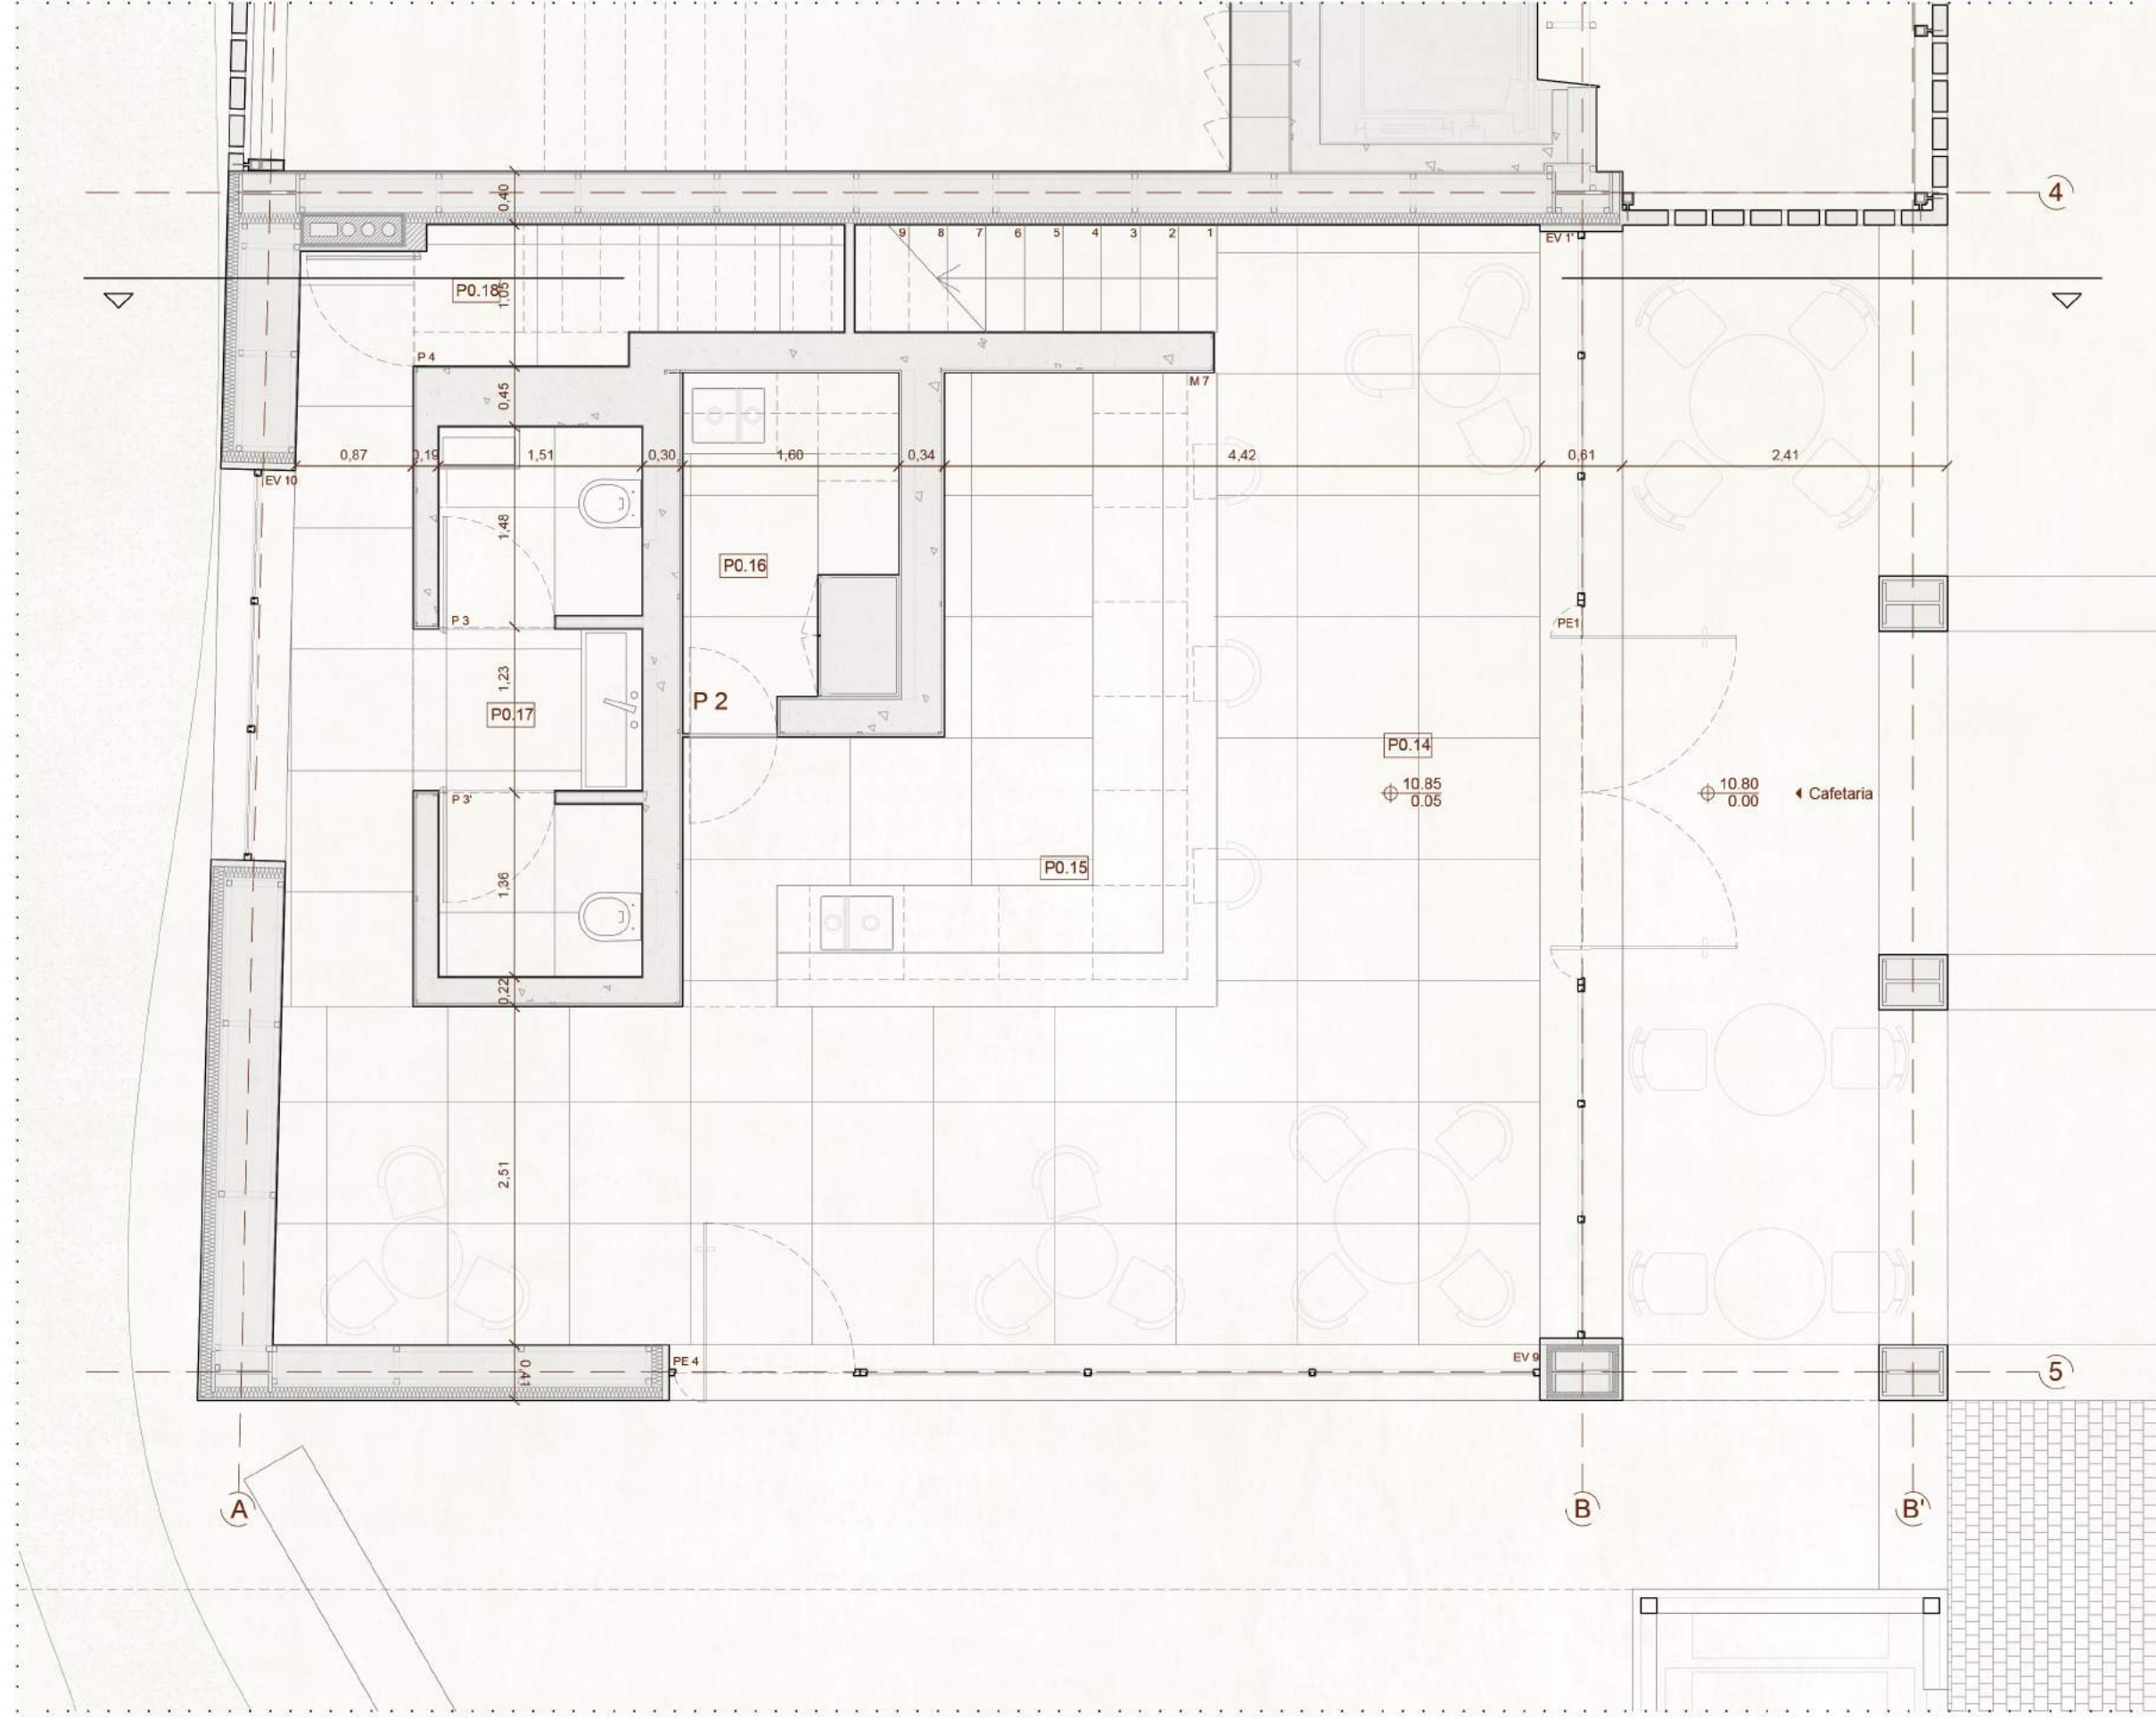 0,40
4
9 8 7 6 5 4 3 2 1
EV 1'
P0.18
1,05
P 4
M 7
0,45
0,87 0,19 1,51 0,30 1,60 0,34 4,42 0,61 2,41
EV 10
1,48
P0.16
P 3
PE1
1,23
P 2
P0.17
P0.14
10.85
0.05
10.80
0.00
Cafetaria
P 3'
P0.15
1,36
0,22
2,51
PE 4
EV 9
0,41
5
A
B
B'